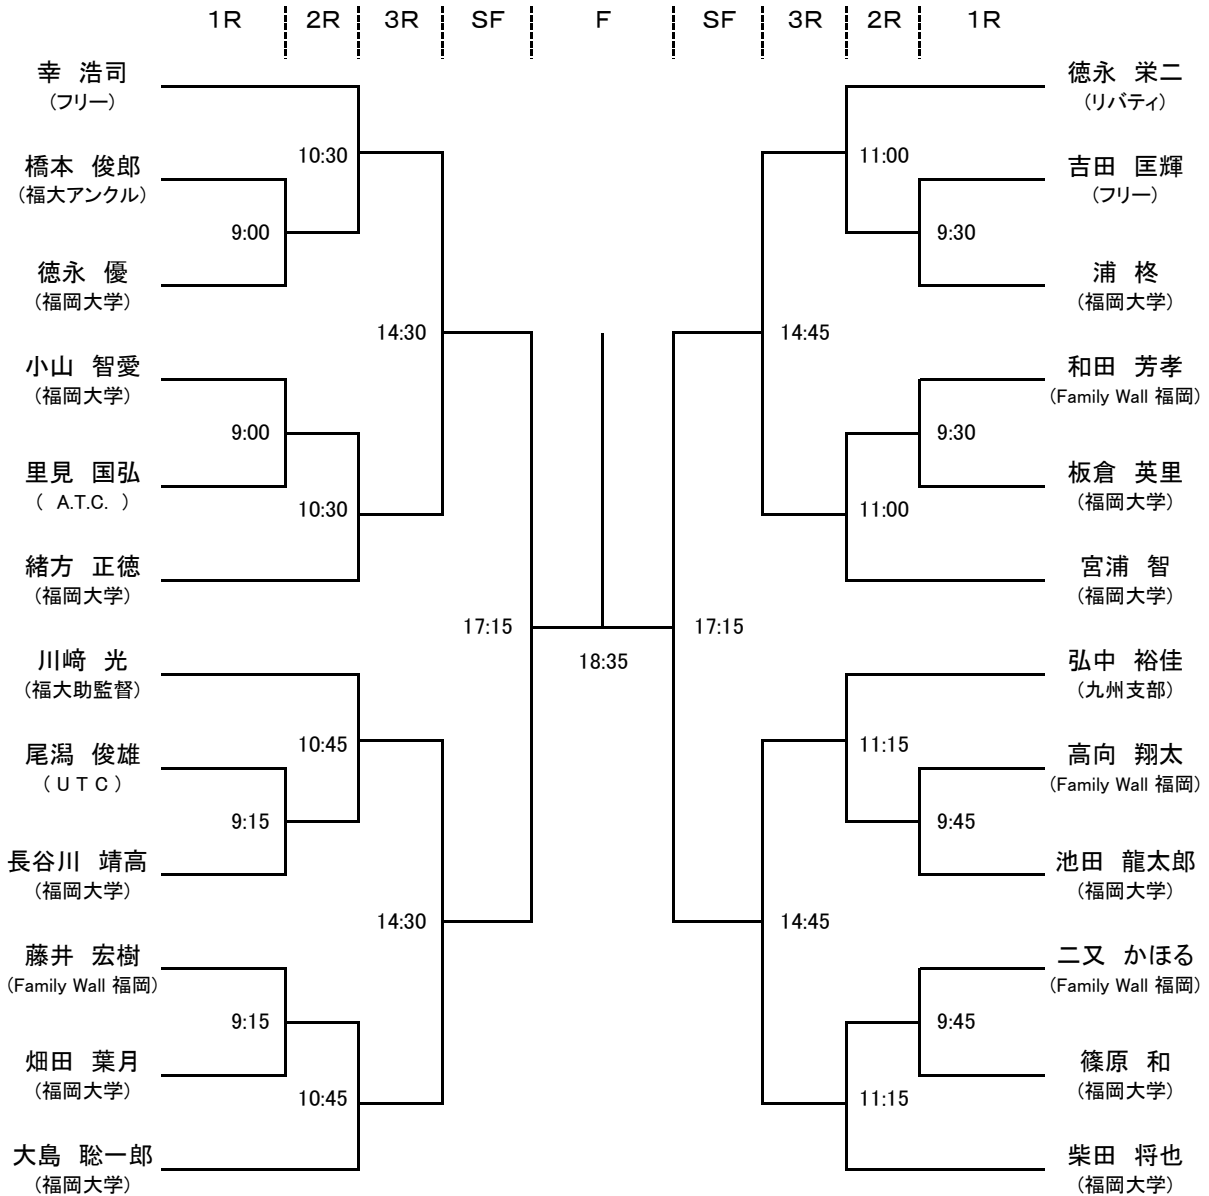 1R 2R 3R SF F SF 3R 2R 1R
幸 浩司
(フリー)
橋本 俊郎
(福大アンクル)
徳永 優
(福岡大学)
小山 智愛
(福岡大学)
里見 国弘
( A.T.C. )
緒方 正徳
(福岡大学)
川﨑 光
(福大助監督)
尾潟 俊雄
(UTC)
長谷川 靖高
(福岡大学)
藤井 宏樹
(Family Wall 福岡)
畑田 葉月
(福岡大学)
大島 聡一郎
(福岡大学)
9:00
9:00
9:15
9:15
10:30
10:30
10:45
10:45
14:30
14:30
17:15
18:35
17:15
14:45
14:45
11:00
11:00
11:15
11:15
9:30
9:30
9:45
9:45
徳永 栄二
(リバティ)
吉田 匡輝
(フリー)
浦 柊
(福岡大学)
和田 芳孝
(Family Wall 福岡)
板倉 英里
(福岡大学)
宮浦 智
(福岡大学)
弘中 裕佳
(九州支部)
高向 翔太
(Family Wall 福岡)
池田 龍太郎
(福岡大学)
二又 かほる
(Family Wall 福岡)
篠原 和
(福岡大学)
柴田 将也
(福岡大学)